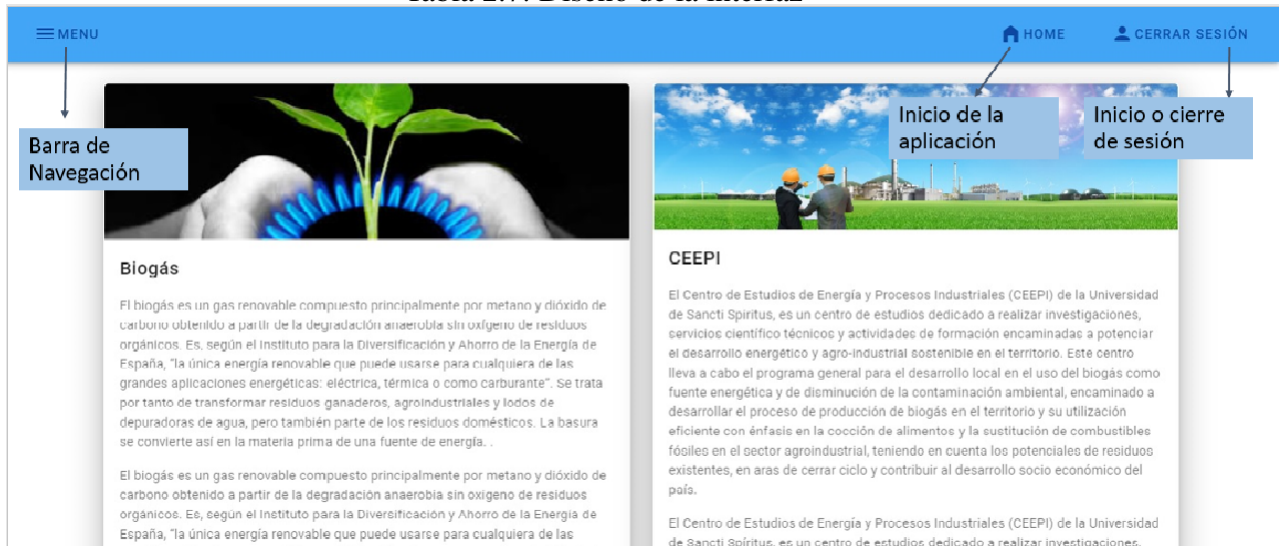 Tabla 2.7. Diseño de la interfaz
MENU
HOME
CERRAR SESIÓN
Barra de
Navegación
Inicio de la
aplicación
Inicio o cierre
de sesión
Biogás
El biogás es un gas renovable compuesto principalmente por metano y dióxido de
carbono obtenido a partir de la degradación anaerobia sin oxígeno de residuos
orgánicos. Es, según el Instituto para la Diversificación y Ahorro de la Energía de
España, "la única energía renovable que puede usarse para cualquiera de las
grandes aplicaciones energéticas: eléctrica, térmica o como carburante". Se trata
por tanto de transformar residuos ganaderos, agroindustriales y lodos de
depuradoras de agua, pero también parte de los residuos domésticos. La basura
se convierte así en la materia prima de una fuente de energía. .
El biogás es un gas renovable compuesto principalmente por metano y dióxido de
carbono obtenido a partir de la degradación anaerobia sin oxígeno de residuos
orgánicos. Es, según el Instituto para la Diversificación y Ahorro de la Energía de
España, "la única energía renovable que puede usarse para cualquiera de las
CEEPI
El Centro de Estudios de Energía y Procesos Industriales (CEEPI) de la Universidad
de Sancti Spiritus, es un centro de estudios dedicado a realizar investigaciones,
servicios científico técnicos y actividades de formación encaminadas a potenciar
el desarrollo energético y agro-industrial sostenible en el territorio. Este centro
lleva a cabo el programa general para el desarrollo local en el uso del biogás como
fuente energética y de disminución de la contaminación ambiental, encaminado a
desarrollar el proceso de producción de biogás en el territorio y su utilización
eficiente con énfasis en la cocción de alimentos y la sustitución de combustibles
fósiles en el sector agroindustrial, teniendo en cuenta los potenciales de residuos
existentes, en aras de cerrar ciclo y contribuir al desarrollo socio económico del
país.
El Centro de Estudios de Energía y Procesos Industriales (CEEPI) de la Universidad
de Sancti Spíritus, es un centro de estudios dedicado a realizar investigaciones,